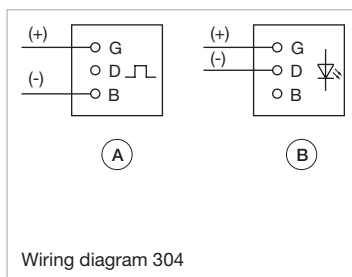 (+) G
D
(-) B
A
(+) G
(-) D
B
B
Wiring diagram 304